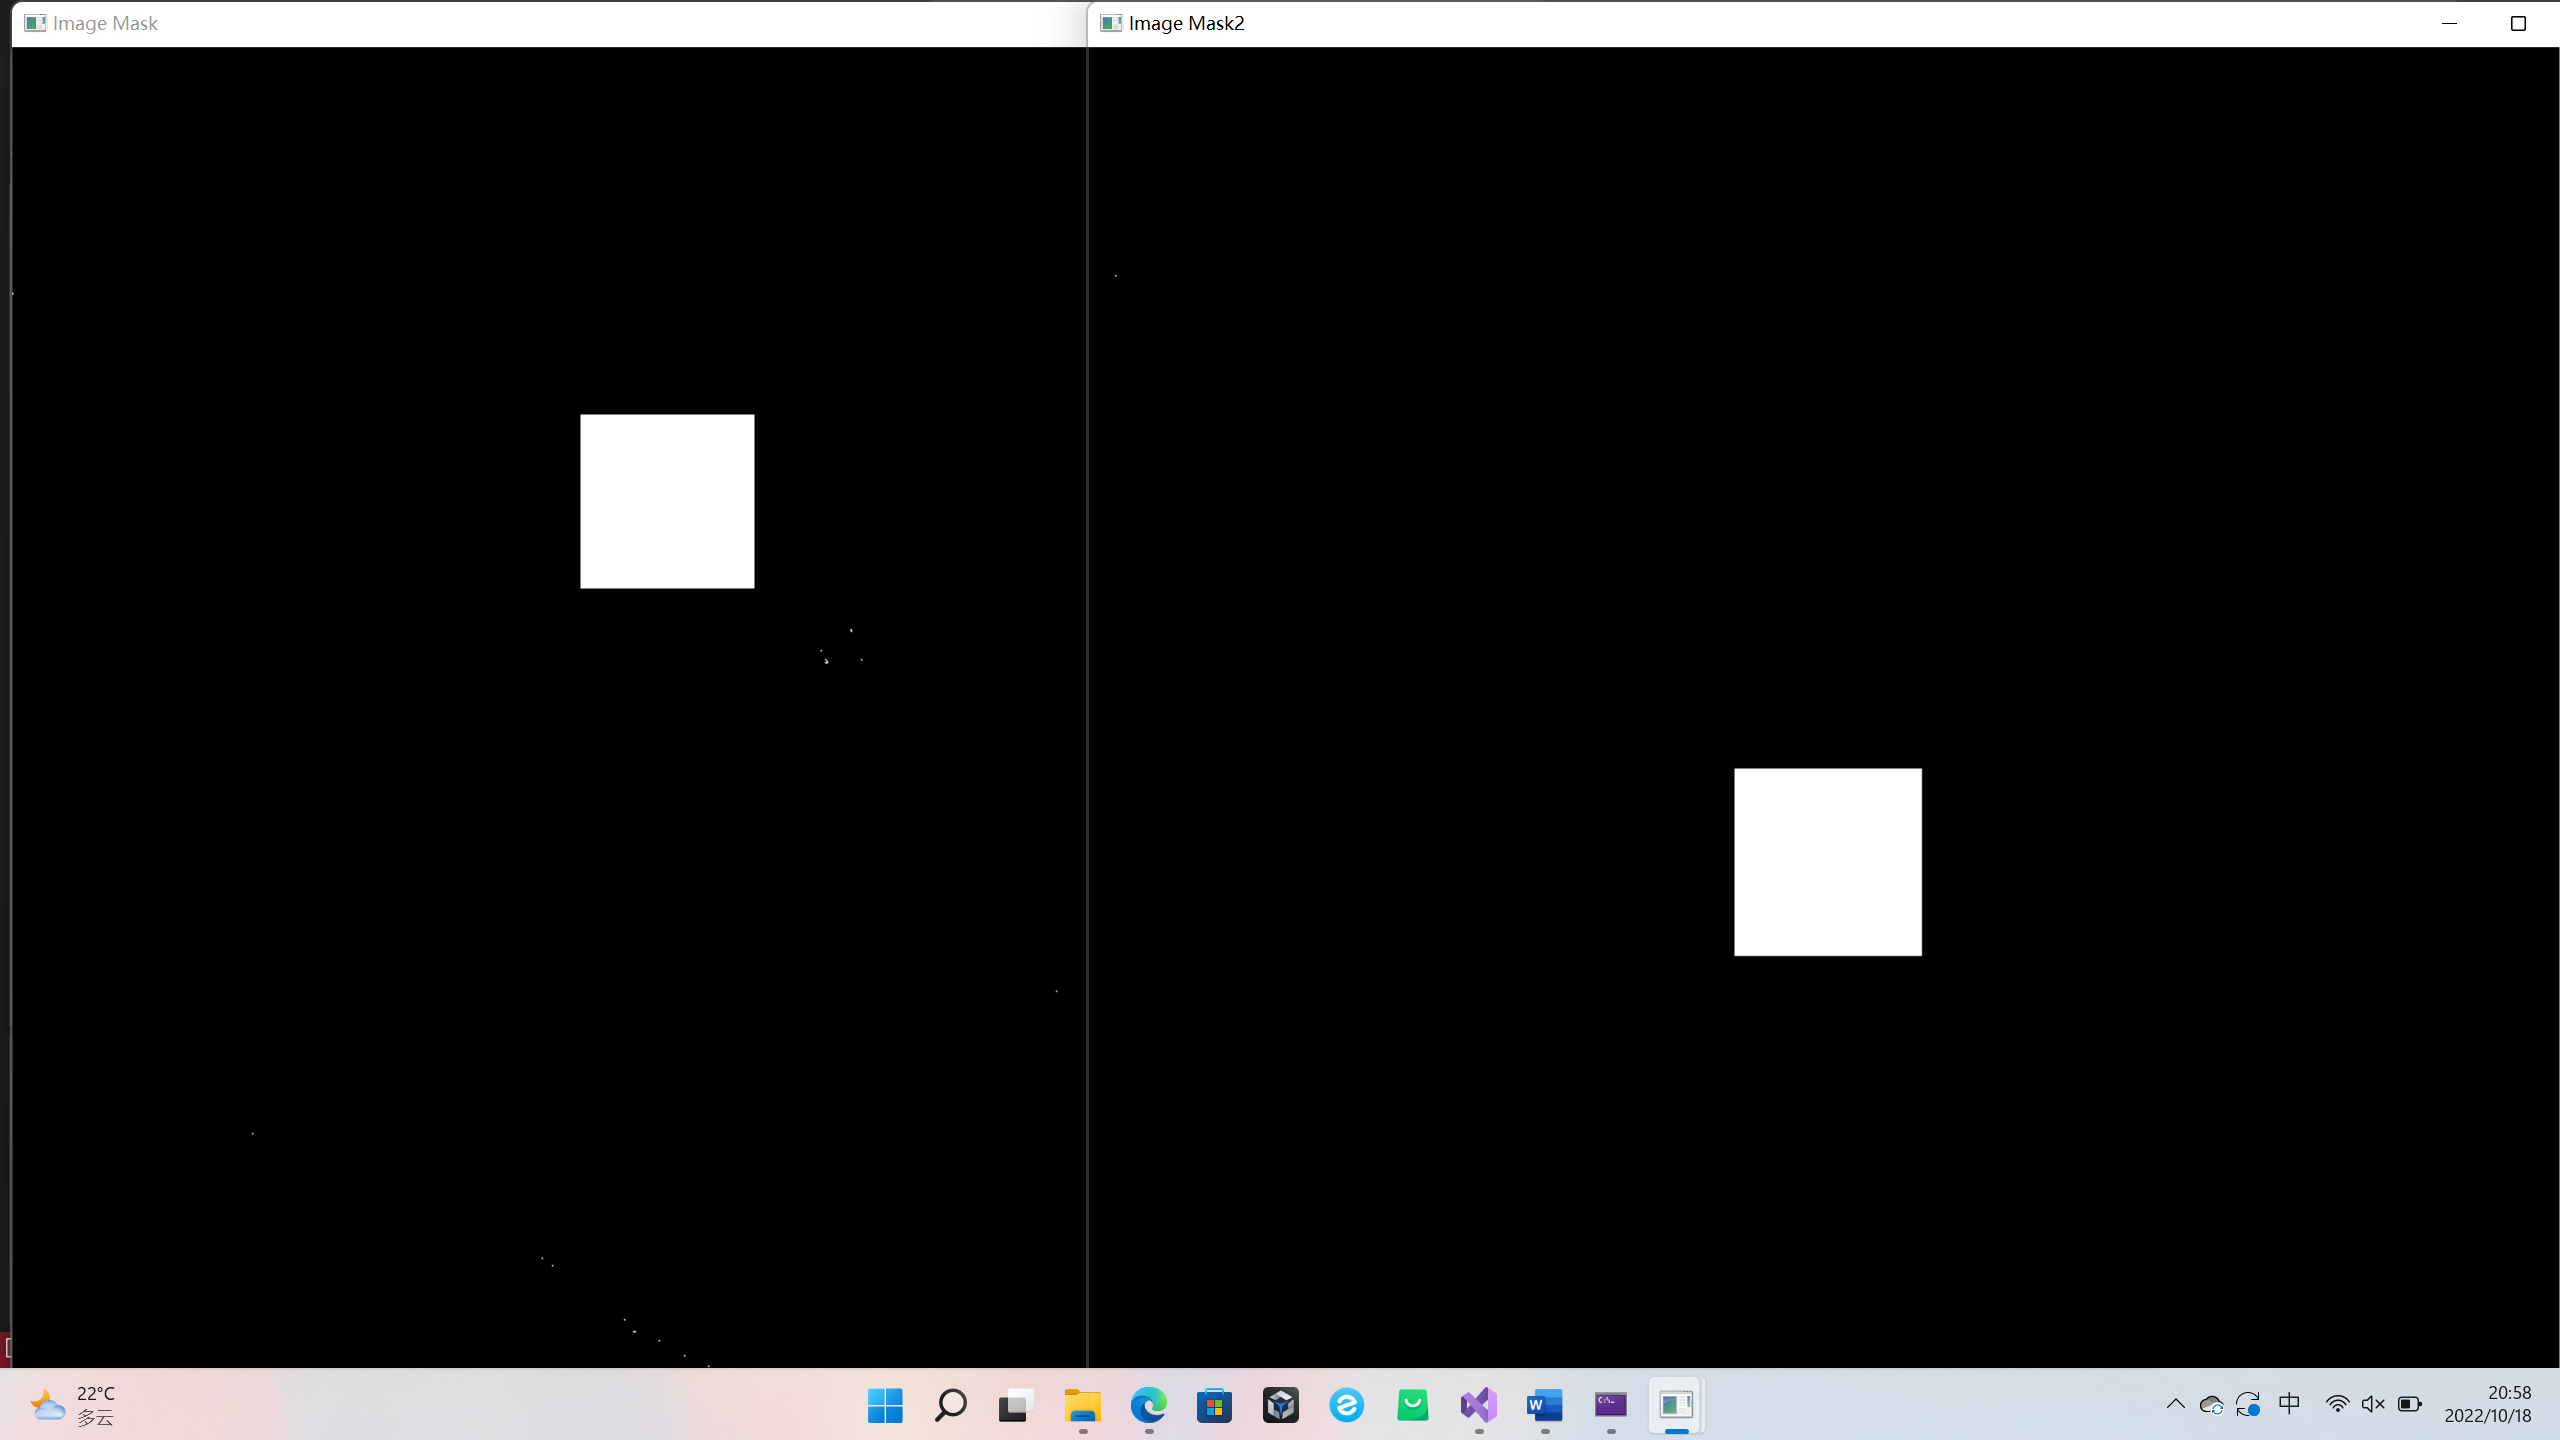 Image Mask
Image Mask2
22°C
多云
W
C:\_
中
20:58
2022/10/18